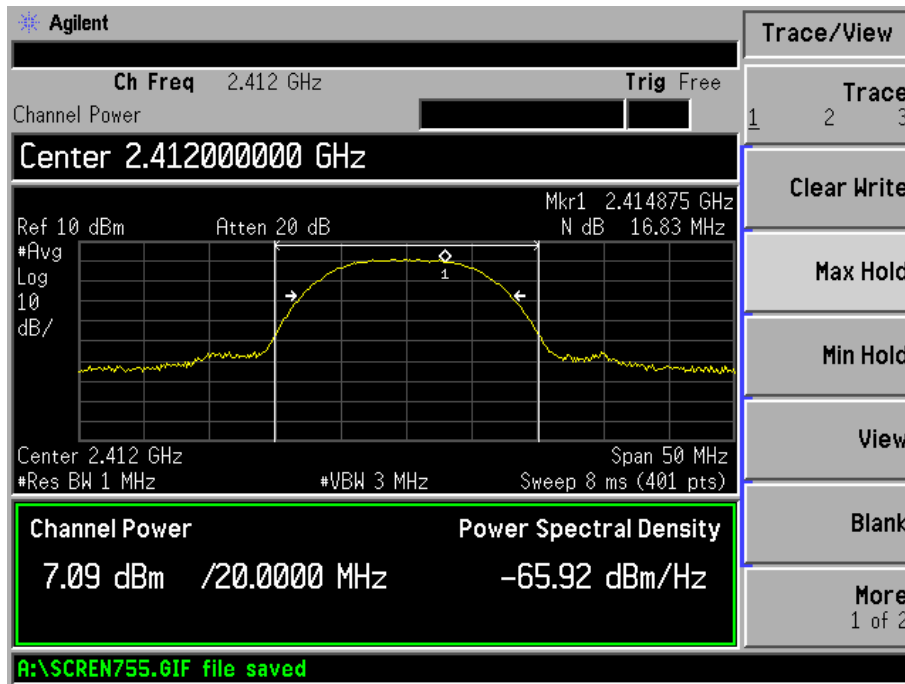 Agilent
Trace/View
Ch Freq 2.412 GHz Trig Free
Channel Power
Trace
1 2 3
Center 2.412000000 GHz
Clear Write
Mkr1 2.414875 GHz
Ref 10 dBm Atten 20 dB N dB 16.83 MHz
#Avg
Log
10
dB/
1
Max Hold
Min Hold
View
Center 2.412 GHz Span 50 MHz
#Res BW 1 MHz #VBW 3 MHz Sweep 8 ms (401 pts)
Channel Power Power Spectral Density
Blank
7.09 dBm /20.0000 MHz -65.92 dBm/Hz
More
1 of 2
A:\SCREN755.GIF file saved